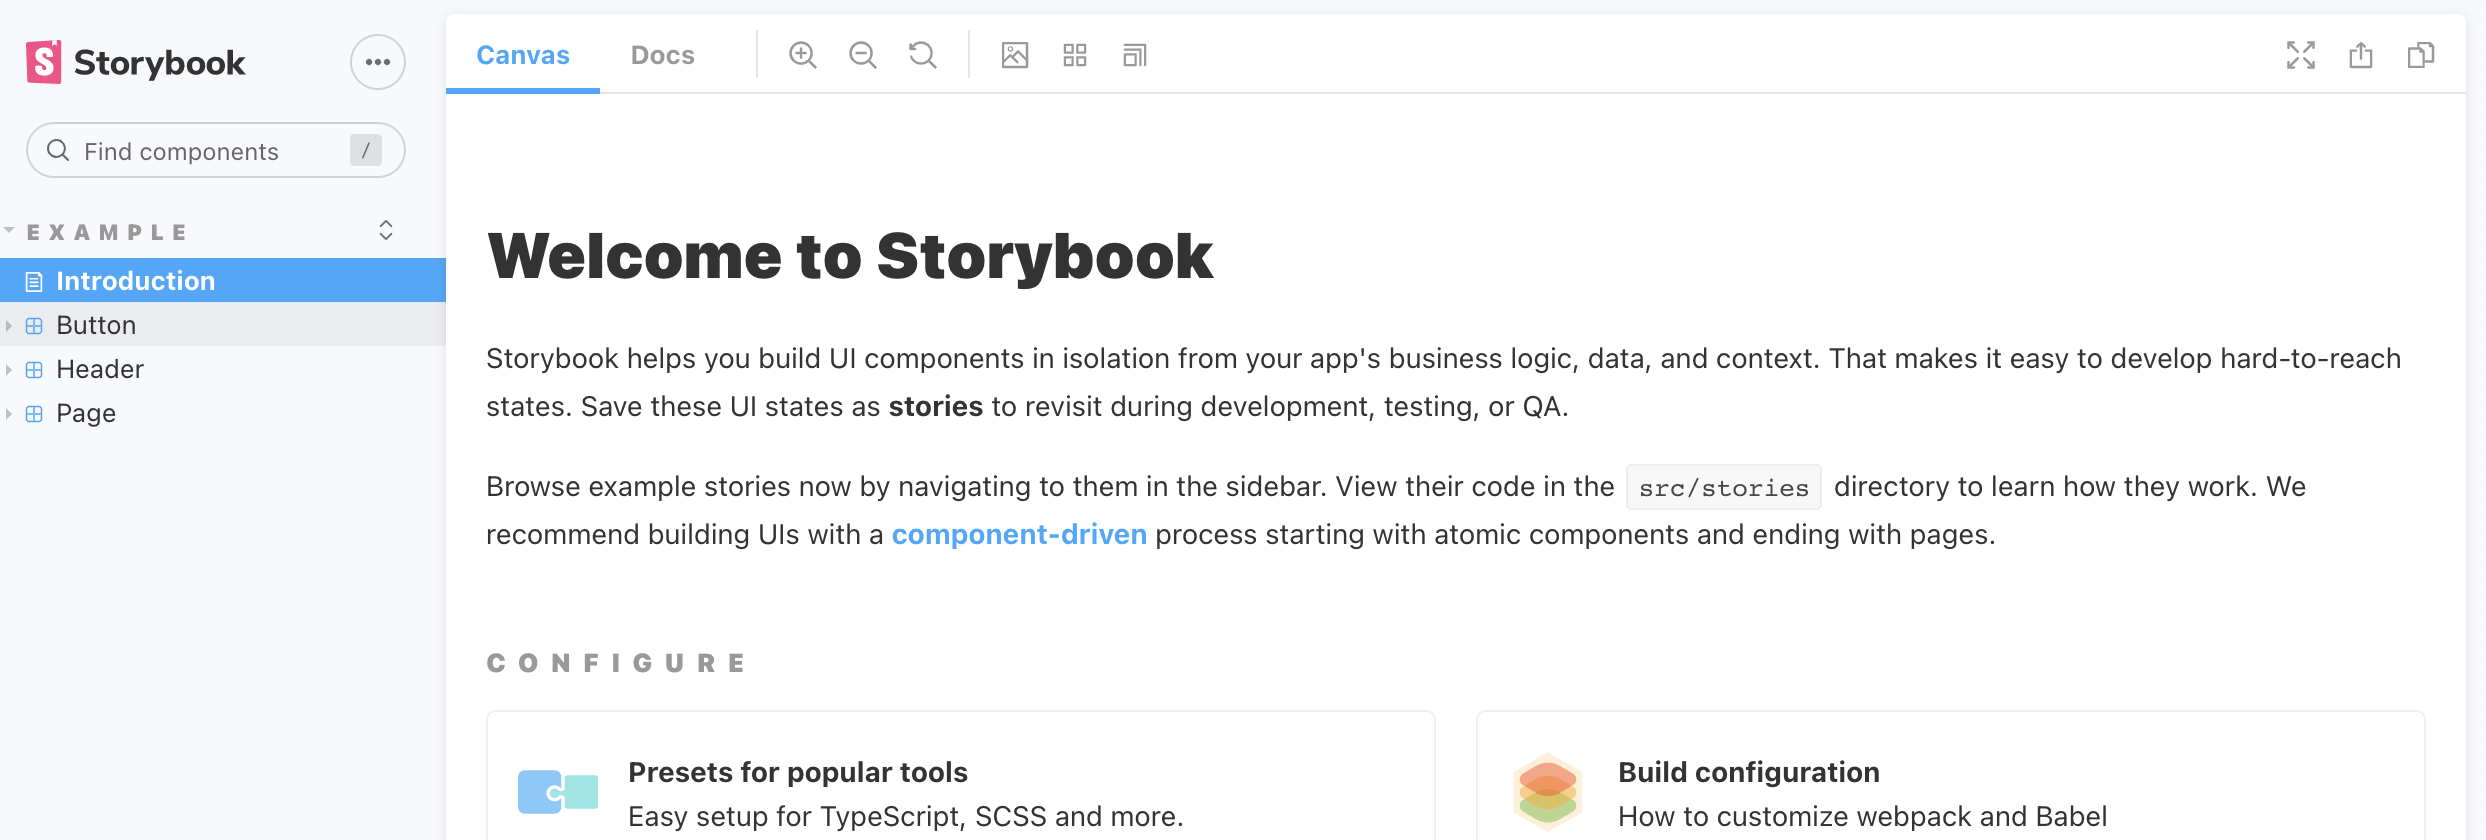 Storybook
Find components /
EXAMPLE
Introduction
Button
Header
Page
Canvas Docs
Welcome to Storybook
Storybook helps you build UI components in isolation from your app's business logic, data, and context. That makes it easy to develop hard-to-reach
states. Save these UI states as stories to revisit during development, testing, or QA.
Browse example stories now by navigating to them in the sidebar. View their code in the src/stories directory to learn how they work. We
recommend building UIs with a component-driven process starting with atomic components and ending with pages.
CONFIGURE
Presets for popular tools
Easy setup for TypeScript, SCSS and more.
Build configuration
How to customize webpack and Babel